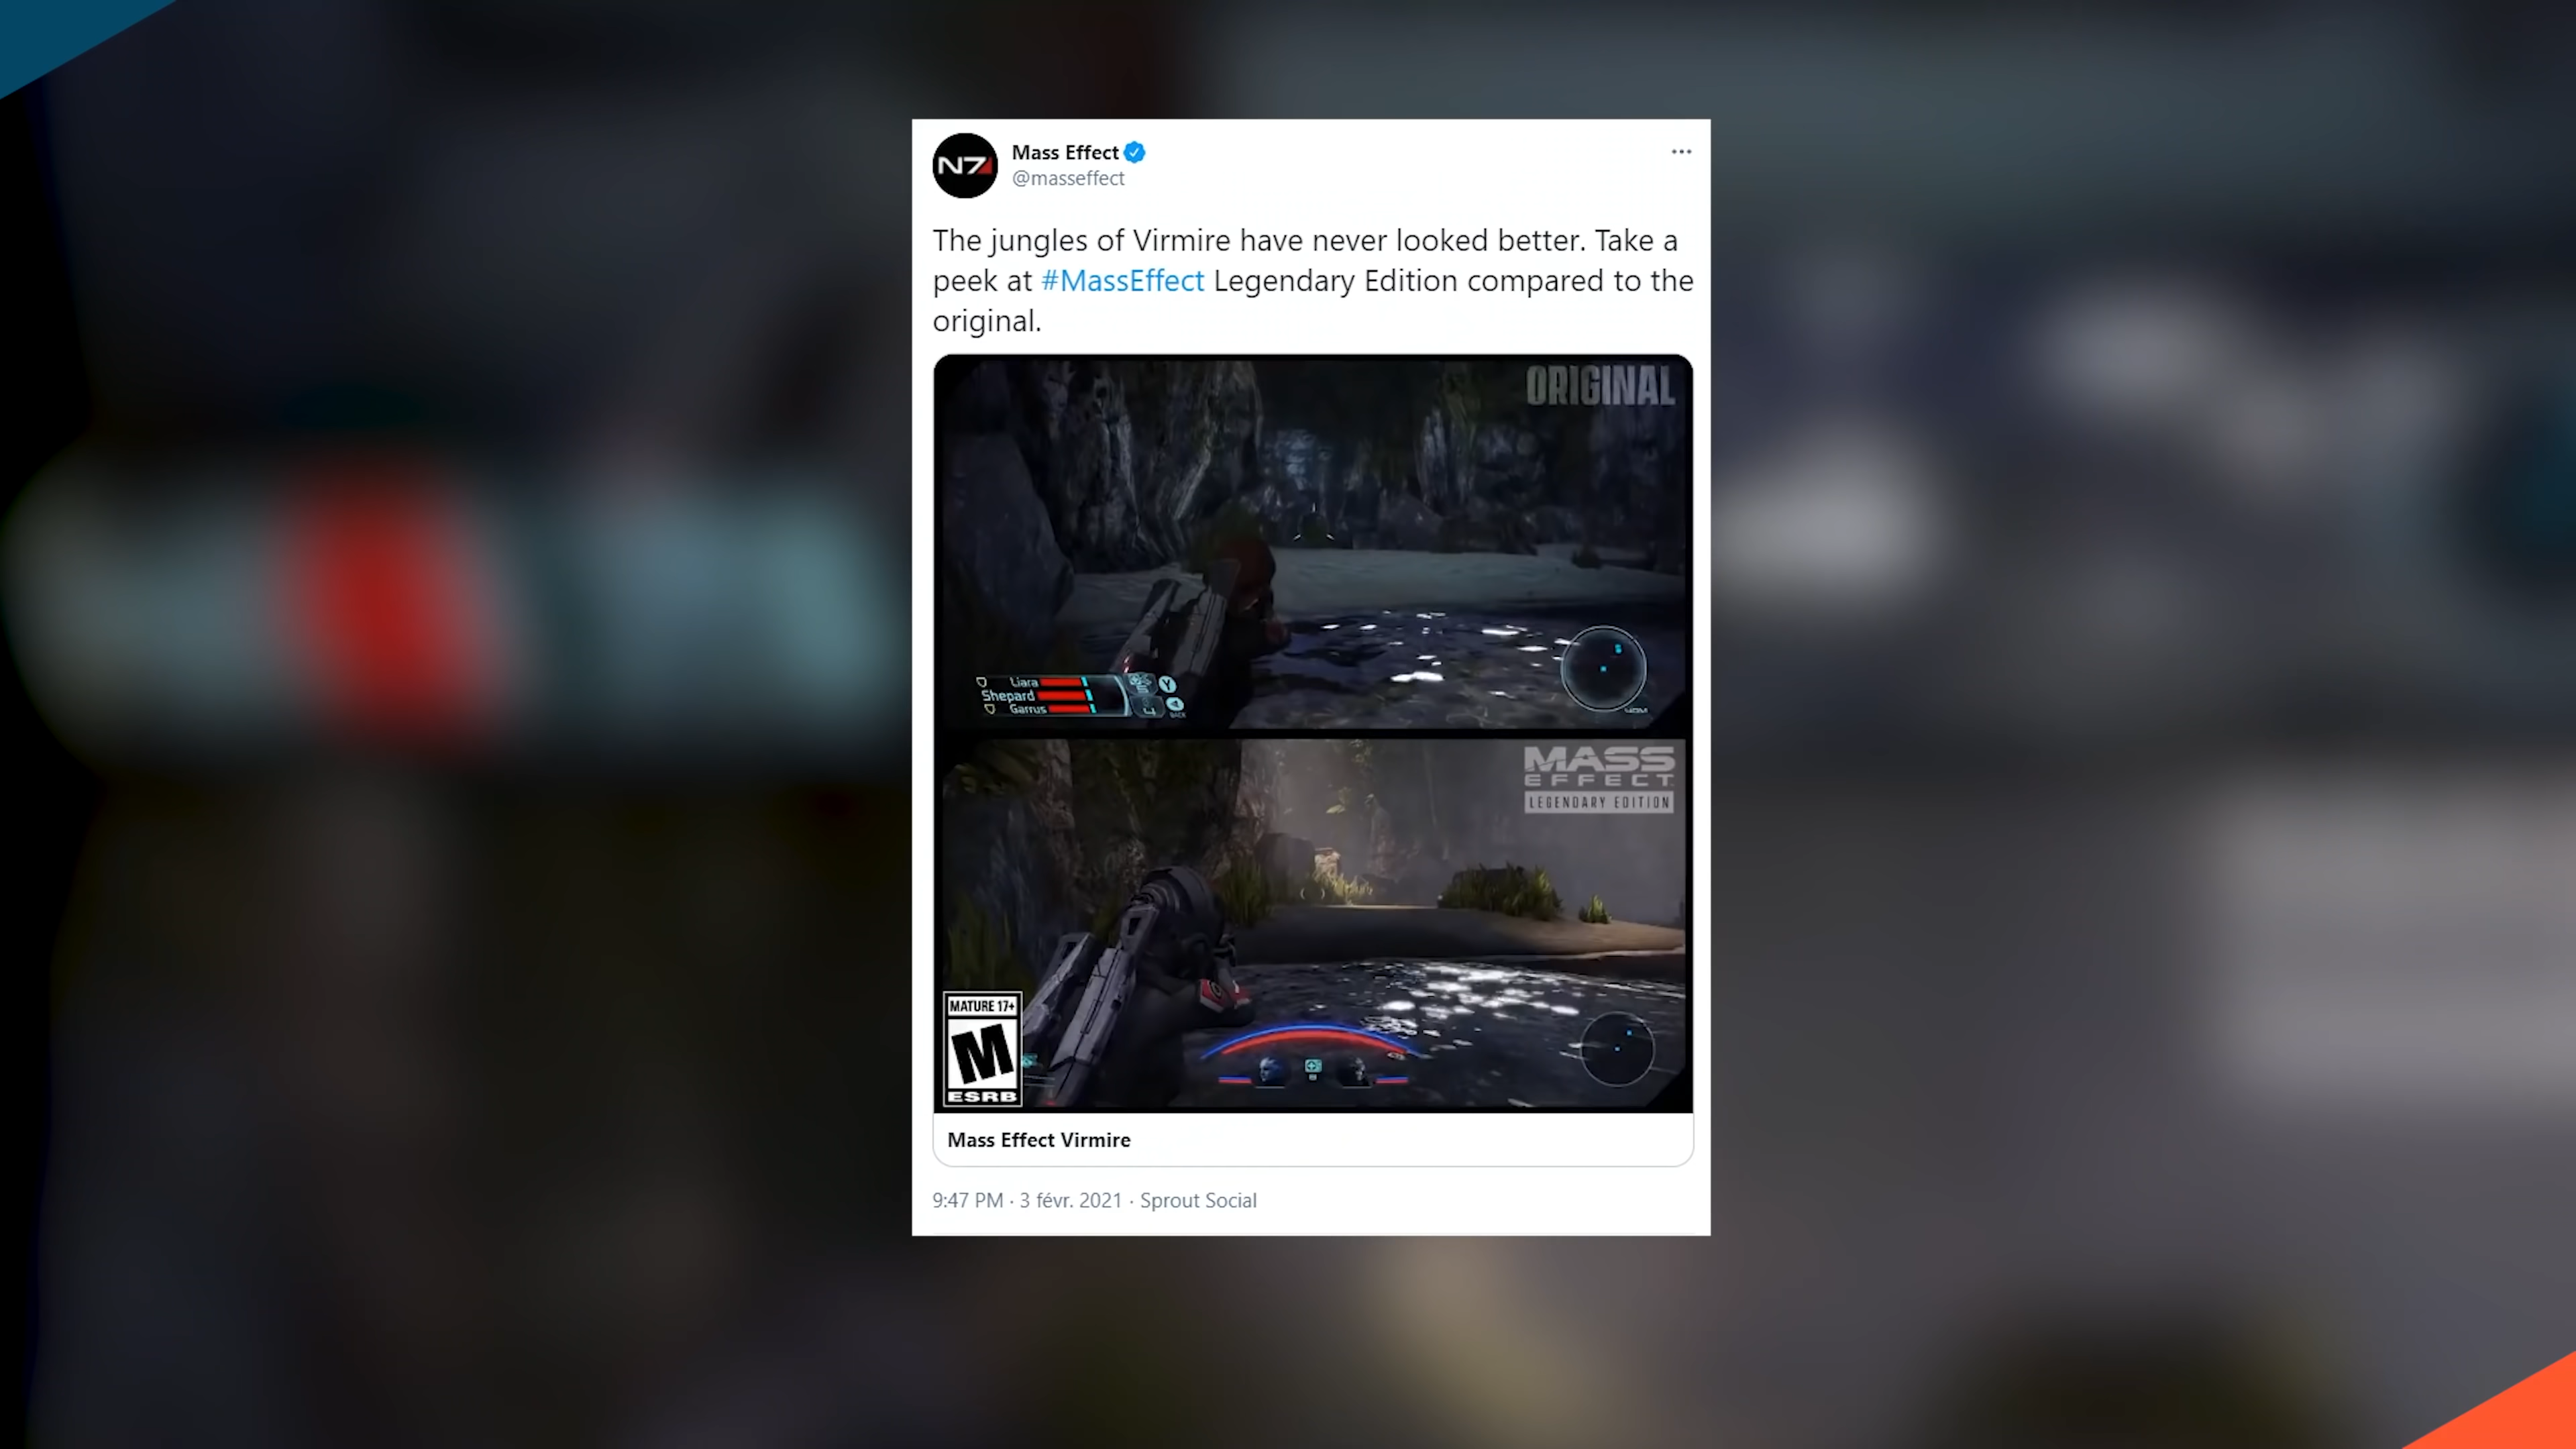 N7
Mass Effect
@masseffect
The jungles of Virmire have never looked better. Take a
peek at #MassEffect Legendary Edition compared to the
original.
ORIGINAL
Liara
Shepard
Garrus
Y
BACK
MASS
EFFECT
LEGENDARY EDITION
MATURE 17+
M
ESRB
Mass Effect Virmire
9:47 PM · 3 févr. 2021 · Sprout Social